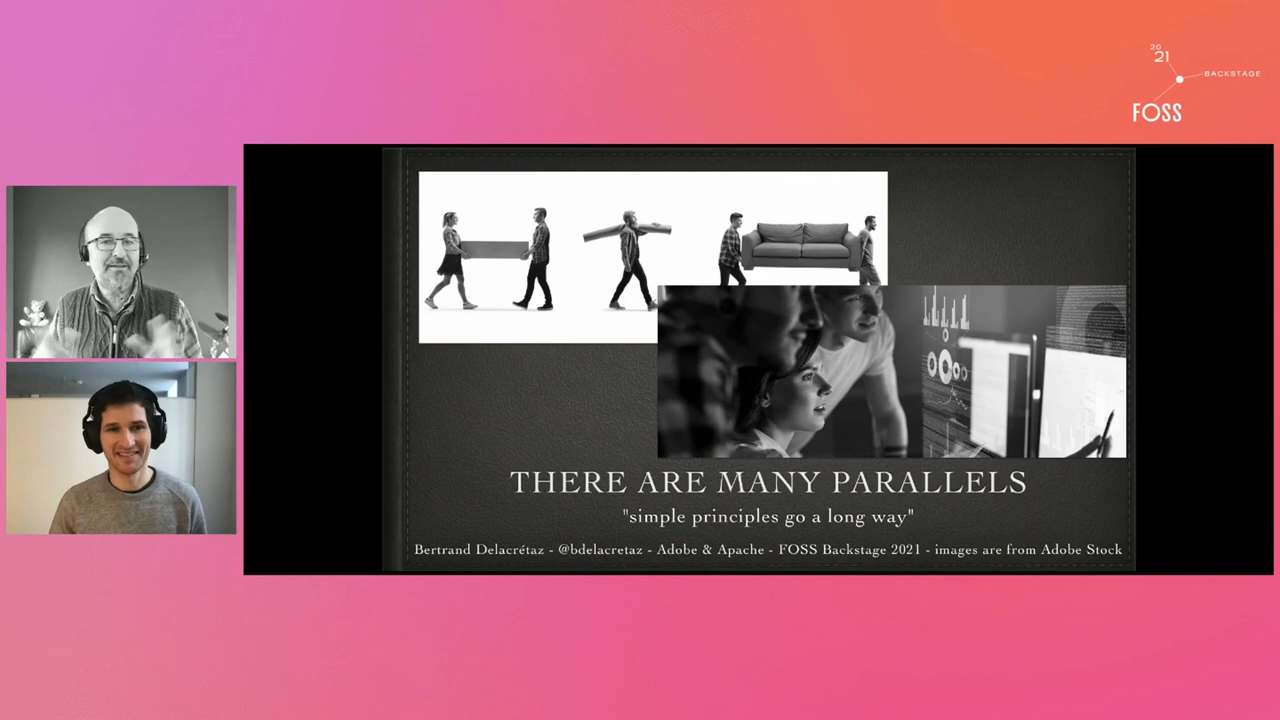 20
21
BACKSTAGE
FOSS
THERE ARE MANY PARALLELS
"simple principles go a long way"
Bertrand Delacrétaz - @bdelacretaz - Adobe & Apache - FOSS Backstage 2021 - images are from Adobe Stock